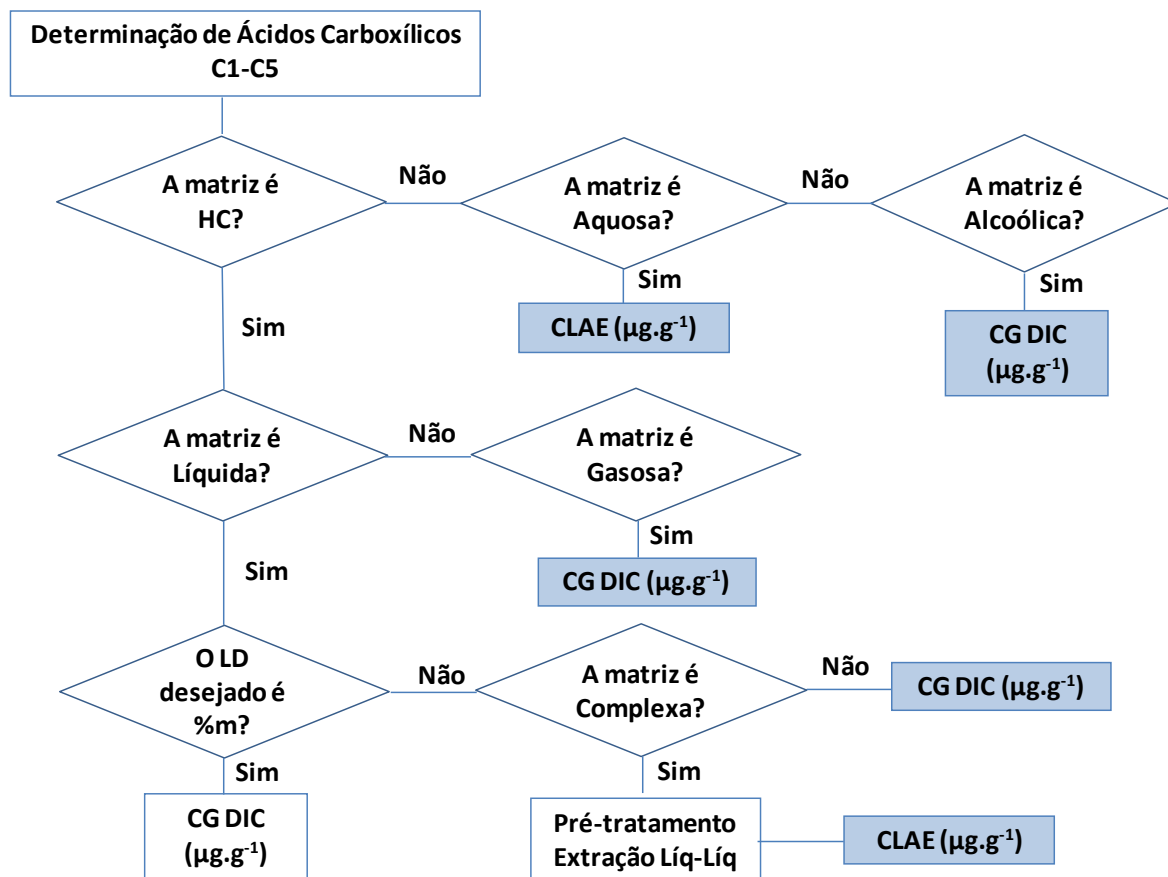 Determinação de Ácidos Carboxílicos
C1-C5
A matriz é
HC?
Não
A matriz é
Aquosa?
Não
A matriz é
Alcoólica?
Sim
Sim
CLAE (µg.g⁻¹)
Sim
CG DIC
(µg.g⁻¹)
A matriz é
Líquida?
Não
A matriz é
Gasosa?
Sim
Sim
CG DIC (µg.g⁻¹)
O LD
desejado é
%m?
Não
A matriz é
Complexa?
Não
CG DIC (µg.g⁻¹)
Sim
CG DIC
(µg.g⁻¹)
Sim
Pré-tratamento
Extração Líq-Líq
CLAE (µg.g⁻¹)